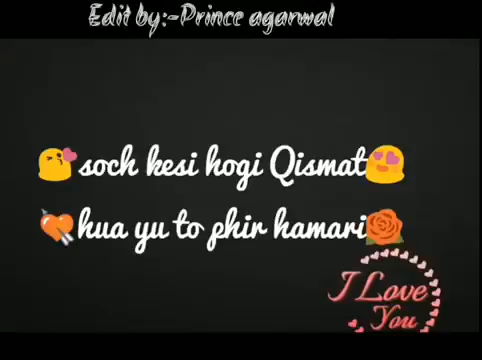 Edit by:-Prince agarwal
soch kesi hogi Qismat
hua yu to phir hamari
I Love
You